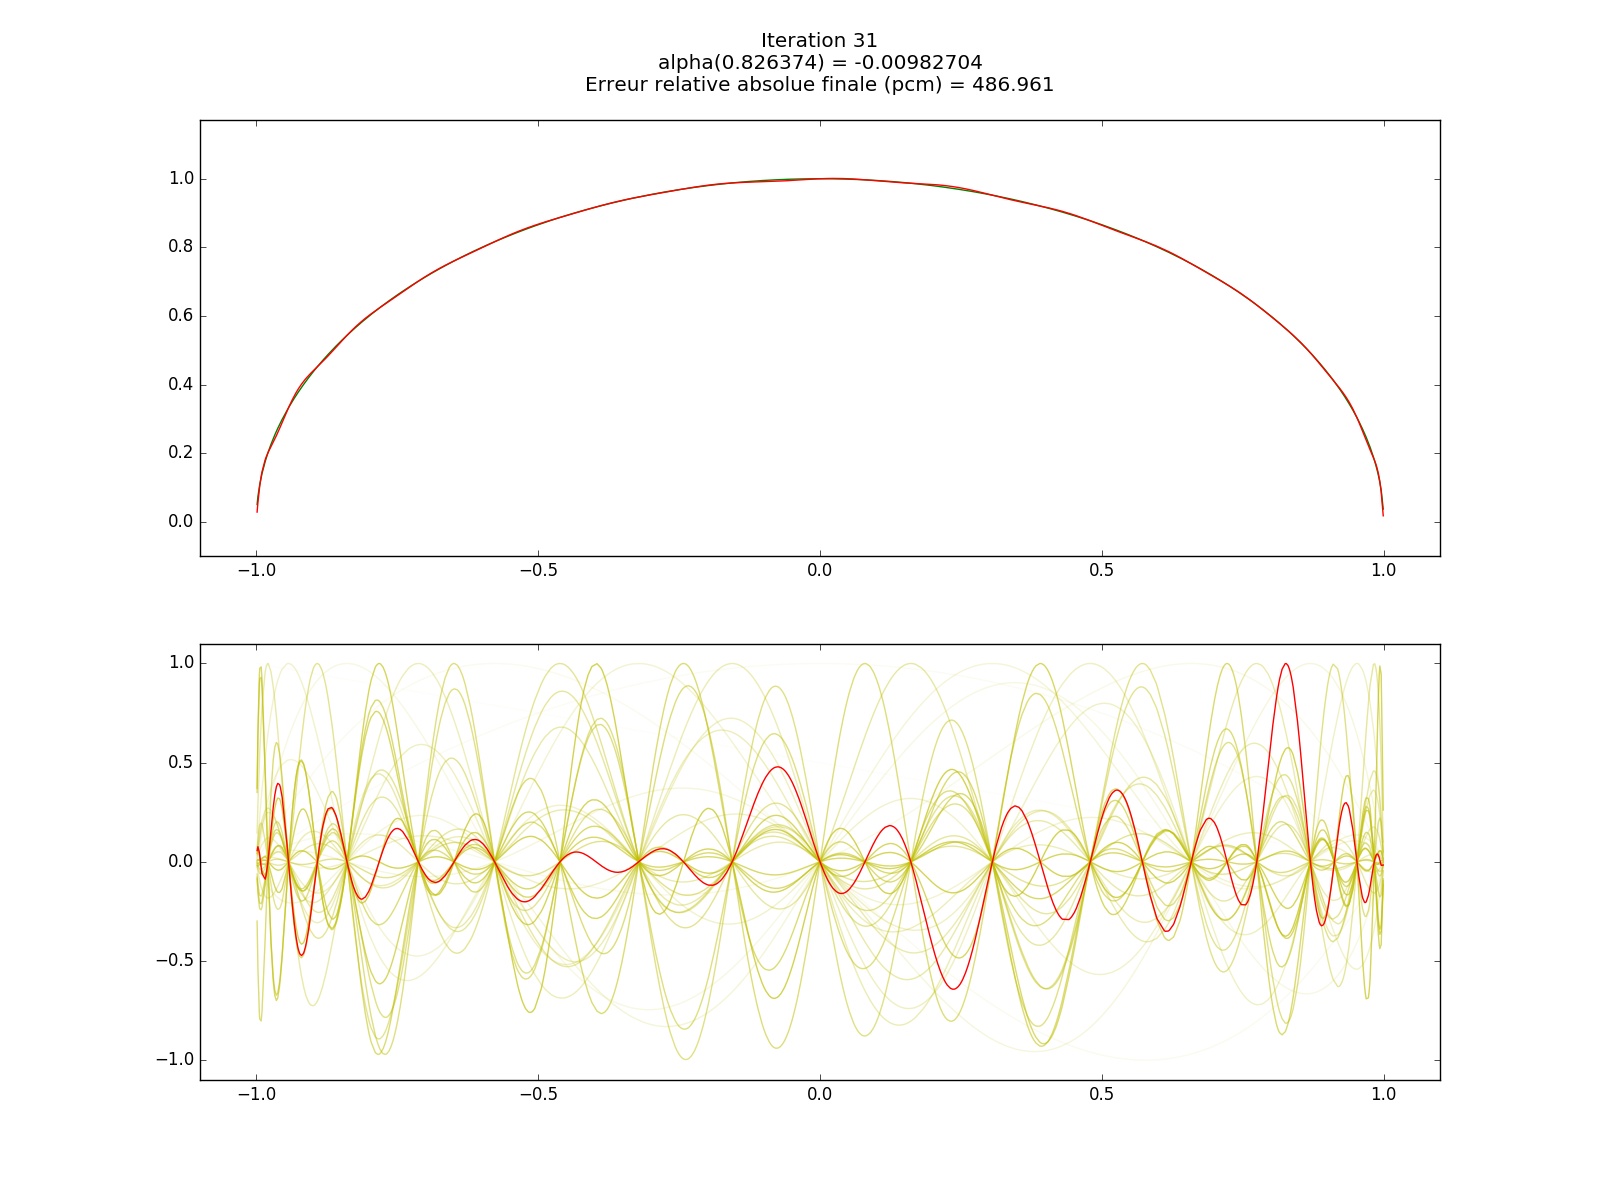 Iteration 31
alpha(0.826374) = -0.00982704
Erreur relative absolue finale (pcm) = 486.961
1.0
0.8
0.6
0.4
0.2
0.0
−1.0 −0.5 0.0 0.5 1.0
1.0
0.5
0.0
−0.5
−1.0
−1.0 −0.5 0.0 0.5 1.0